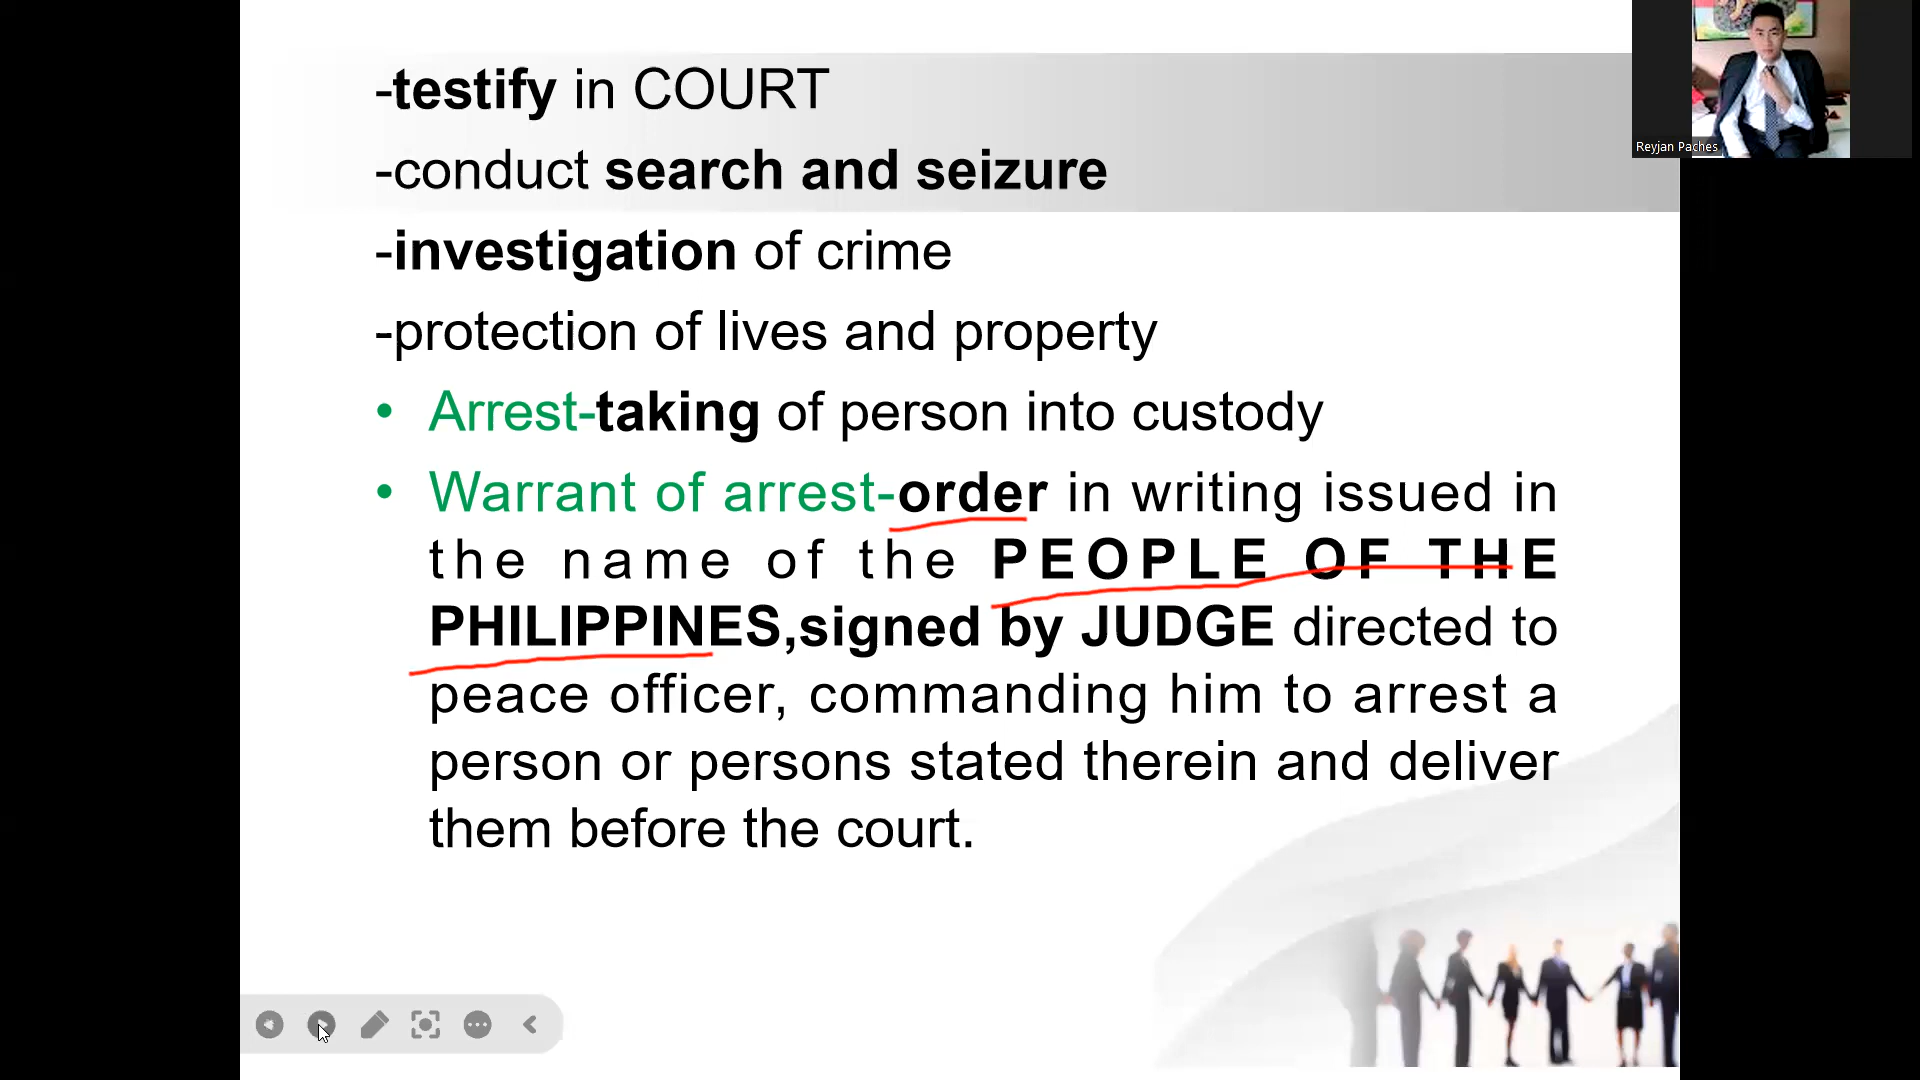 -testify in COURT
-conduct search and seizure
-investigation of crime
-protection of lives and property
• Arrest-taking of person into custody
• Warrant of arrest-order in writing issued in
the name of the PEOPLE OF THE
PHILIPPINES,signed by JUDGE directed to
peace officer, commanding him to arrest a
person or persons stated therein and deliver
them before the court.
Reyjan Paches